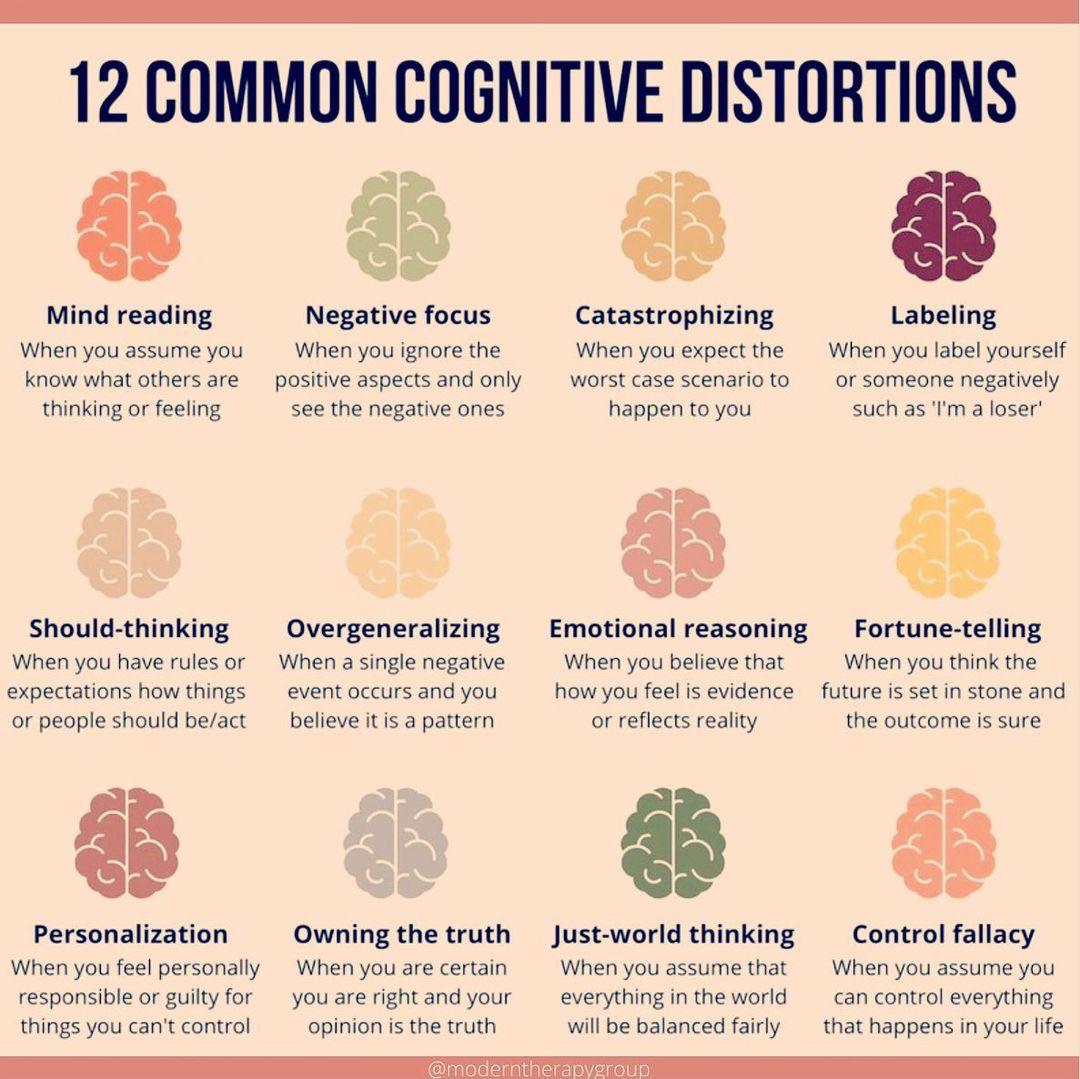 12 COMMON COGNITIVE DISTORTIONS
Mind reading
When you assume you
know what others are
thinking or feeling
Negative focus
When you ignore the
positive aspects and only
see the negative ones
Catastrophizing
When you expect the
worst case scenario to
happen to you
Labeling
When you label yourself
or someone negatively
such as 'I'm a loser'
Should-thinking
When you have rules or
expectations how things
or people should be/act
Overgeneralizing
When a single negative
event occurs and you
believe it is a pattern
Emotional reasoning
When you believe that
how you feel is evidence
or reflects reality
Fortune-telling
When you think the
future is set in stone and
the outcome is sure
Personalization
When you feel personally
responsible or guilty for
things you can't control
Owning the truth
When you are certain
you are right and your
opinion is the truth
Just-world thinking
When you assume that
everything in the world
will be balanced fairly
Control fallacy
When you assume you
can control everything
that happens in your life
@moderntherapygroup